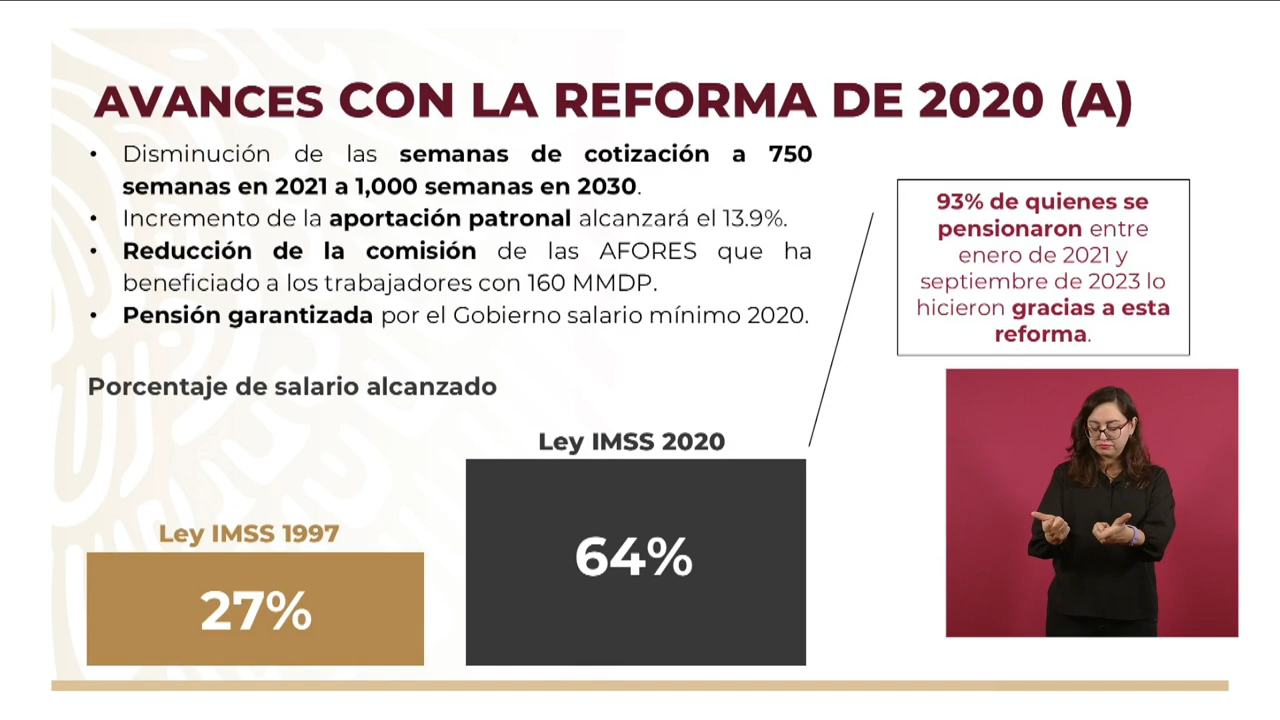 AVANCES CON LA REFORMA DE 2020 (A)
• Disminución de las semanas de cotización a 750
semanas en 2021 a 1,000 semanas en 2030.
• Incremento de la aportación patronal alcanzará el 13.9%.
• Reducción de la comisión de las AFORES que ha
beneficiado a los trabajadores con 160 MMDP.
• Pensión garantizada por el Gobierno salario mínimo 2020.
93% de quienes se
pensionaron entre
enero de 2021 y
septiembre de 2023 lo
hicieron gracias a esta
reforma.
Porcentaje de salario alcanzado
Ley IMSS 1997
27%
Ley IMSS 2020
64%